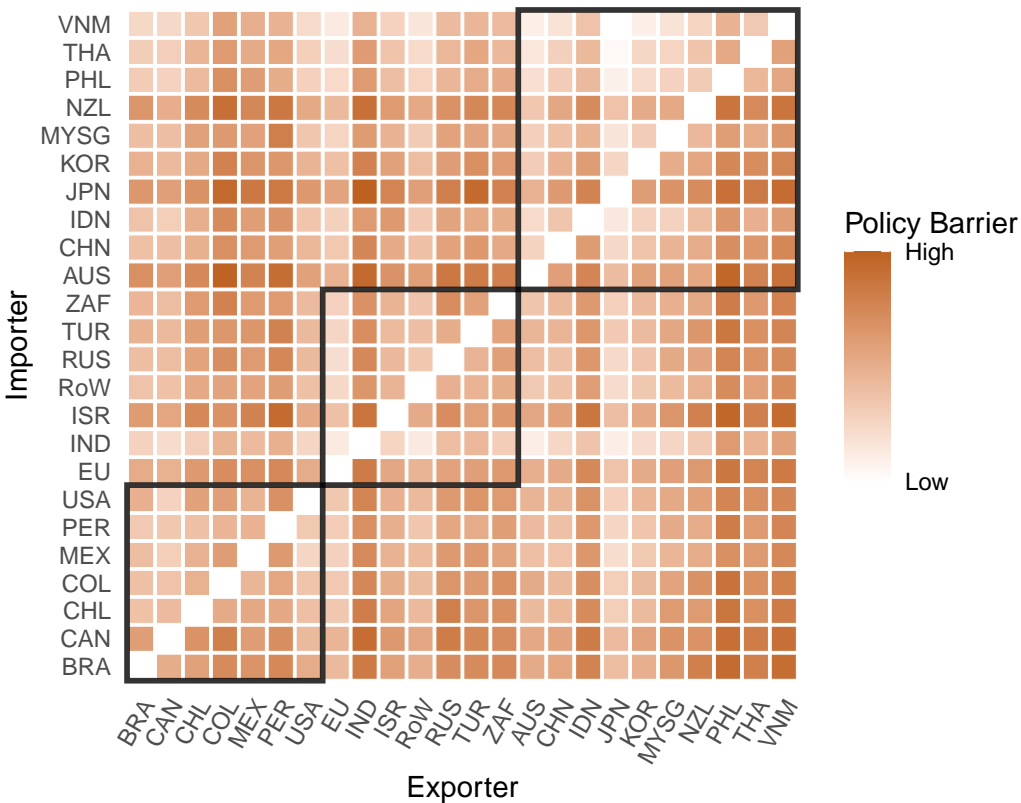 VNM
THA
PHL
NZL
MYSG
KOR
JPN
IDN
CHN
AUS
ZAF
TUR
RUS
RoW
ISR
IND
EU
USA
PER
MEX
COL
CHL
CAN
BRA
Importer
BRA CAN CHL COL MEX PER USA EU IND ISR RoW RUS TUR ZAF AUS CHN IDN JPN KOR MYSG NZL PHL THA VNM
Exporter
Policy Barrier
High
Low